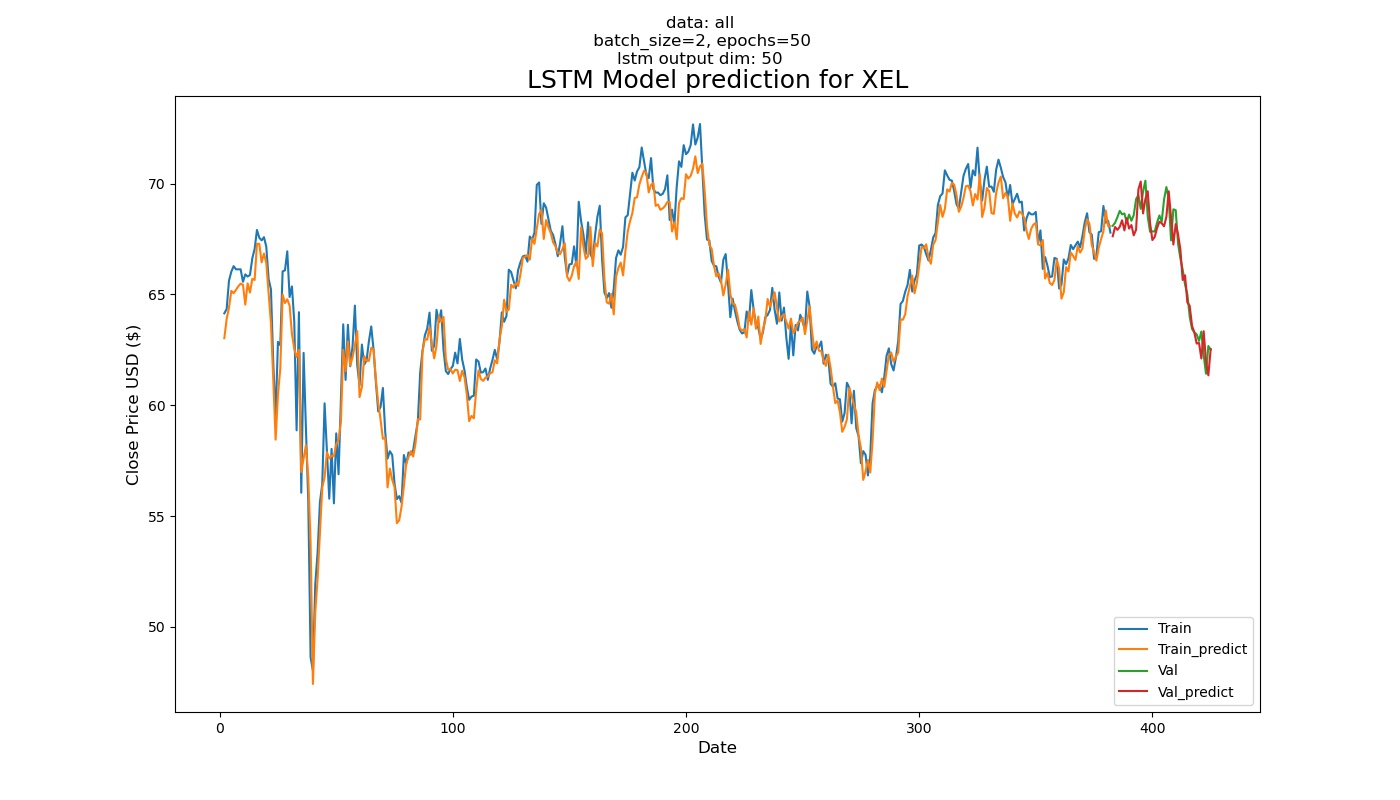 data: all
batch_size=2, epochs=50
lstm output dim: 50
LSTM Model prediction for XEL
Close Price USD ($)
70
65
60
55
50
0
100
200
300
400
Date
Train
Train_predict
Val
Val_predict